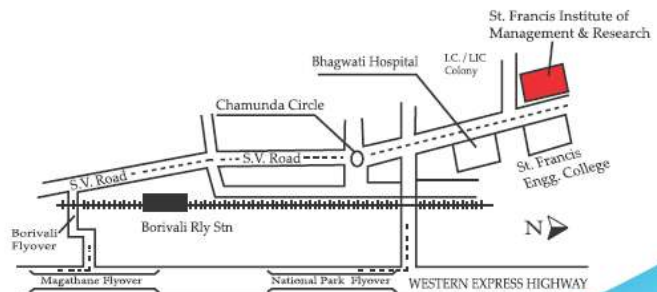 St. Francis Institute of
Management & Research
I.C. / LIC
Colony
Bhagwati Hospital
Chamunda Circle
S.V. Road
S.V. Road
St. Francis
Engg. College
Borivali Rly Stn
Borivali
Flyover
N
Magathane Flyover
National Park Flyover
WESTERN EXPRESS HIGHWAY